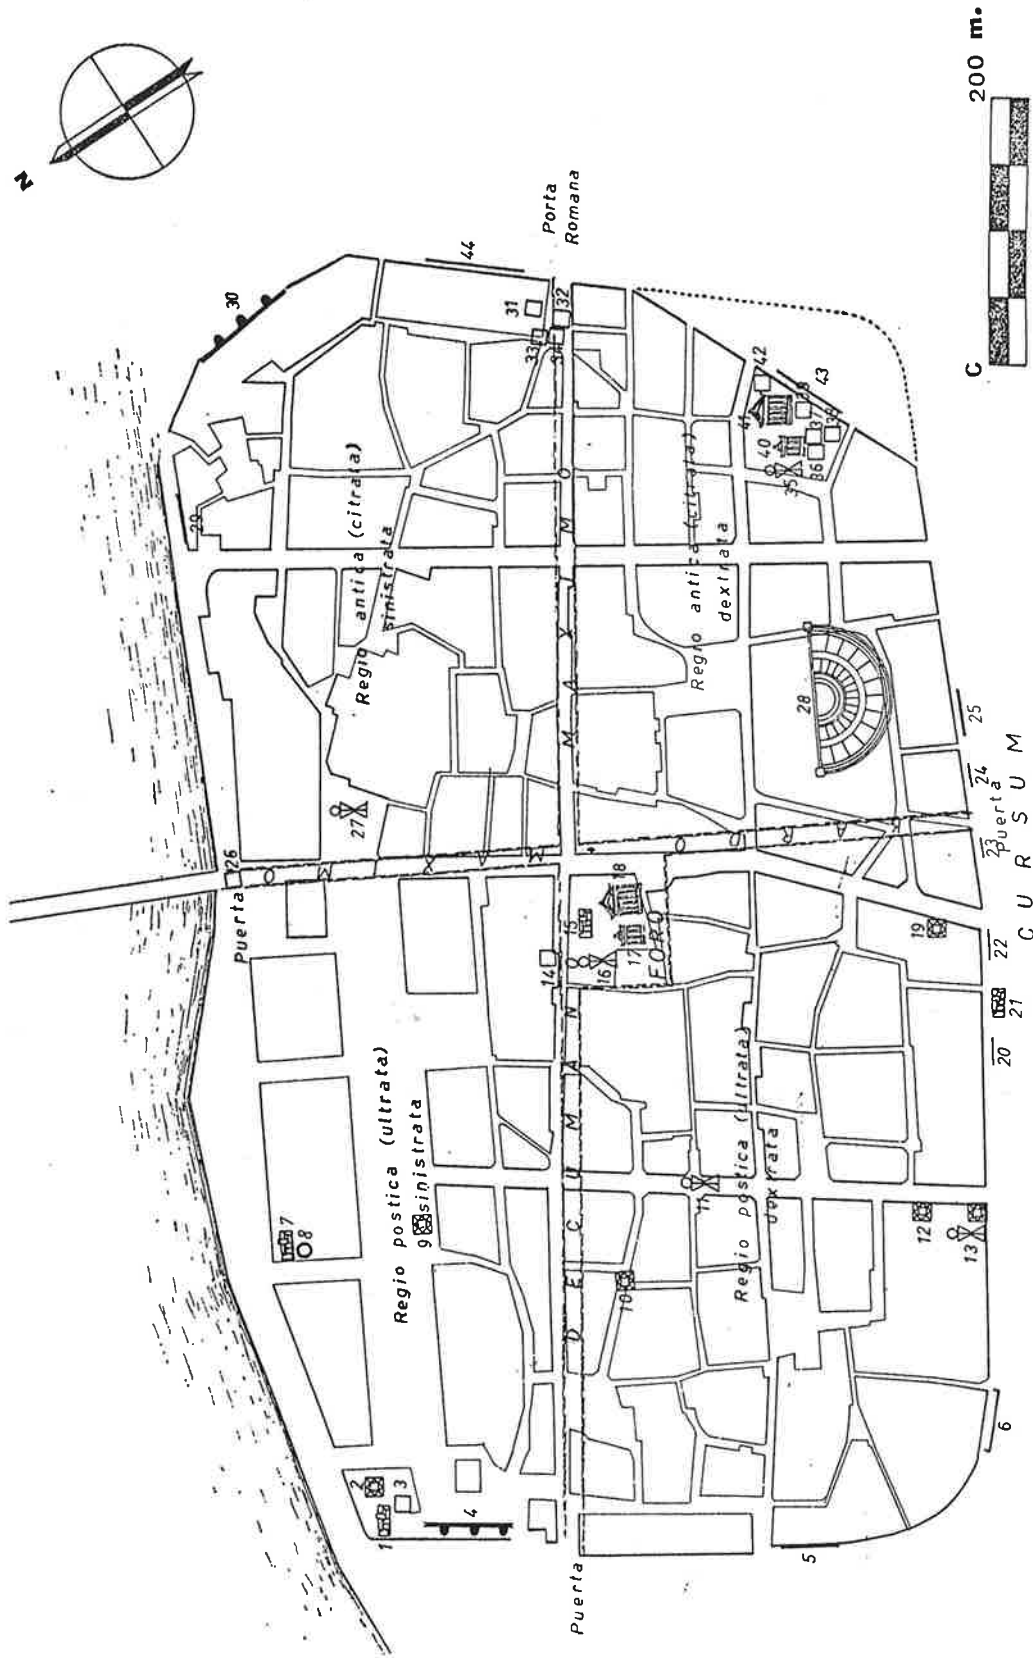 N
30
44
Porta
Romana
31
32
33
34
29
Regio antica (citrata)
sinistrata
Regio antica (citrata)
dextrata
42
43
41
40
35
36
28
25
24
Puerta
23
26
Puerta
27
D E C U M A N O M A X I M O
14
15
16
17
18
FORO
19
22
21
20
C U R S U M
Regio postica (ultrata)
sinistrata
9
7
8
Regio postica (ultrata)
dextrata
10
11
12
13
1
2
3
4
5
6
Puerta
C
200 m.